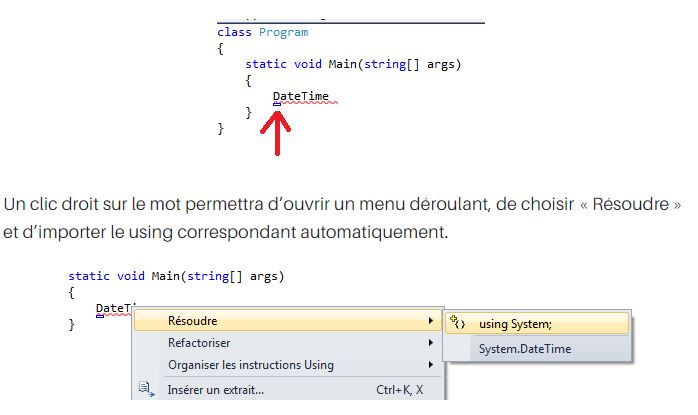 class Program
{
static void Main(string[] args)
{
DateTime
}
}
Un clic droit sur le mot permettra d’ouvrir un menu déroulant, de choisir « Résoudre »
et d’importer le using correspondant automatiquement.
static void Main(string[] args)
{
DateTi
}
Résoudre
using System;
Refactoriser
System.DateTime
Organiser les instructions Using
Insérer un extrait... Ctrl+K, X